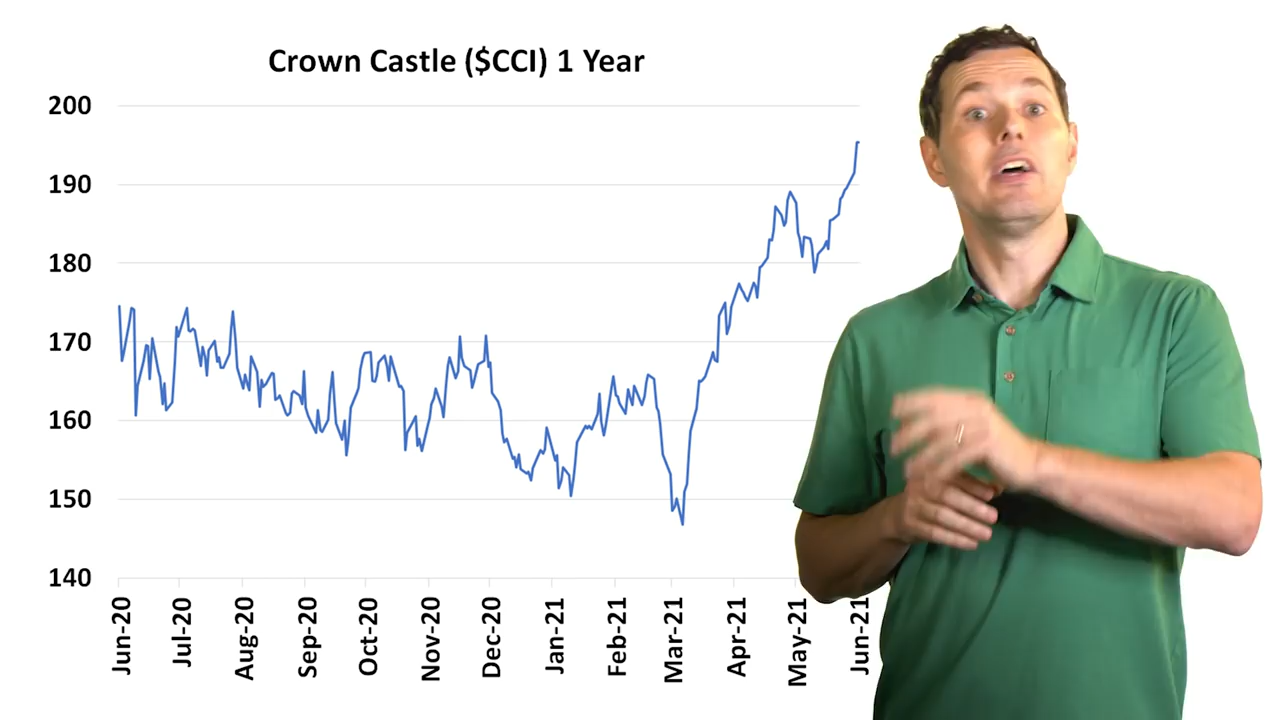 Crown Castle ($CCI) 1 Year
200
190
180
170
160
150
140
Jun-20
Jul-20
Aug-20
Sep-20
Oct-20
Nov-20
Dec-20
Jan-21
Feb-21
Mar-21
Apr-21
May-21
Jun-21